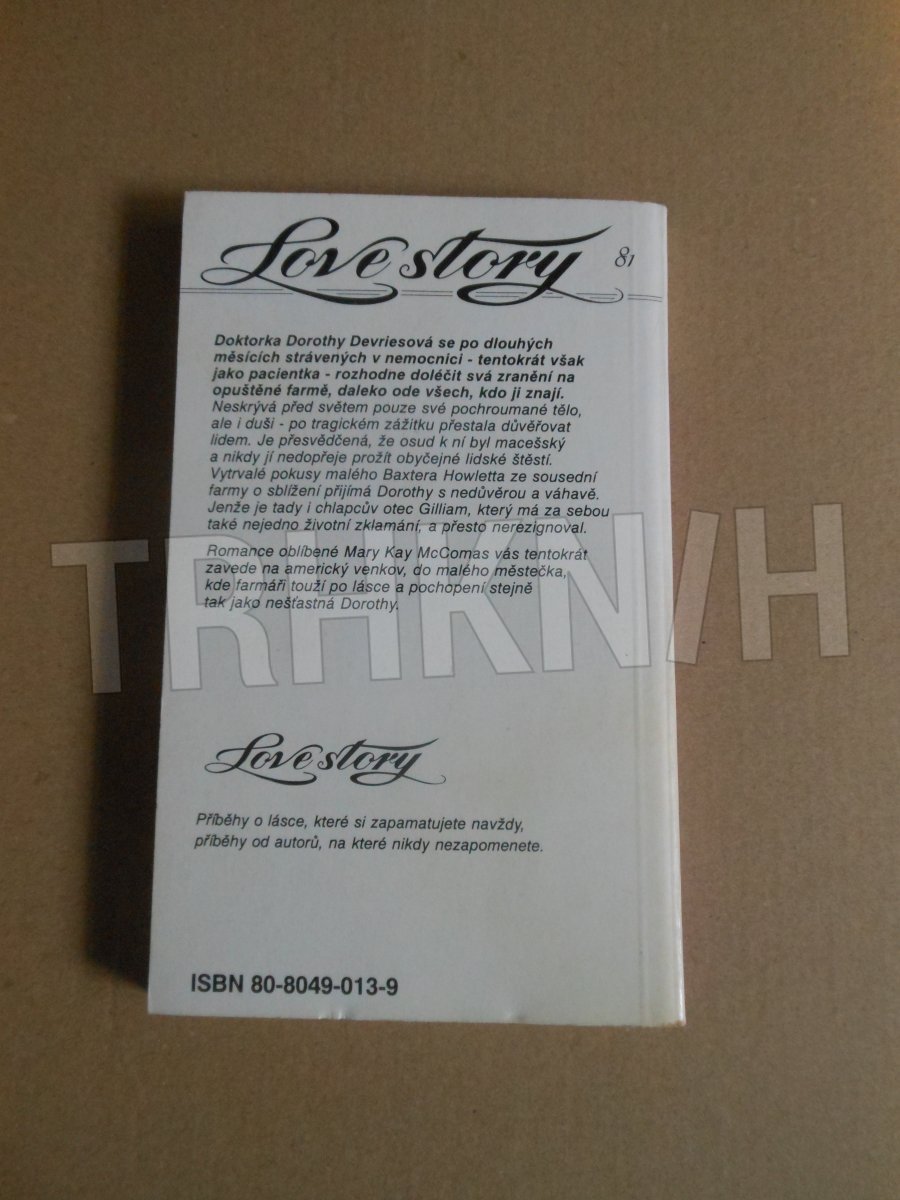 Love story 81
Doktorka Dorothy Devriesová se po dlouhých
měsících strávených v nemocnici - tentokrát však
jako pacientka - rozhodne doléčit svá zranění na
opuštěné farmě, daleko ode všech, kdo ji znají.
Neskrývá před světem pouze své pochroumané tělo,
ale i duši - po tragickém zážitku přestala důvěřovat
lidem. Je přesvědčená, že osud k ní byl macešský
a nikdy jí nedopřeje prožít obyčejné lidské štěstí.
Vytrvalé pokusy malého Baxtera Howletta ze sousední
farmy o sblížení přijímá Dorothy s nedůvěrou a váhavě.
Jenže je tady i chlapcův otec Gilliam, který má za sebou
také nejedno životní zklamání, a přesto nerezignoval.
Romance oblíbené Mary Kay McComas vás tentokrát
zavede na americký venkov, do malého městečka,
kde farmáři touží po lásce a pochopení stejně
tak jako nešťastná Dorothy.
TRHKNIH
Love story
Příběhy o lásce, které si zapamatujete navždy,
příběhy od autorů, na které nikdy nezapomenete.
ISBN 80-8049-013-9